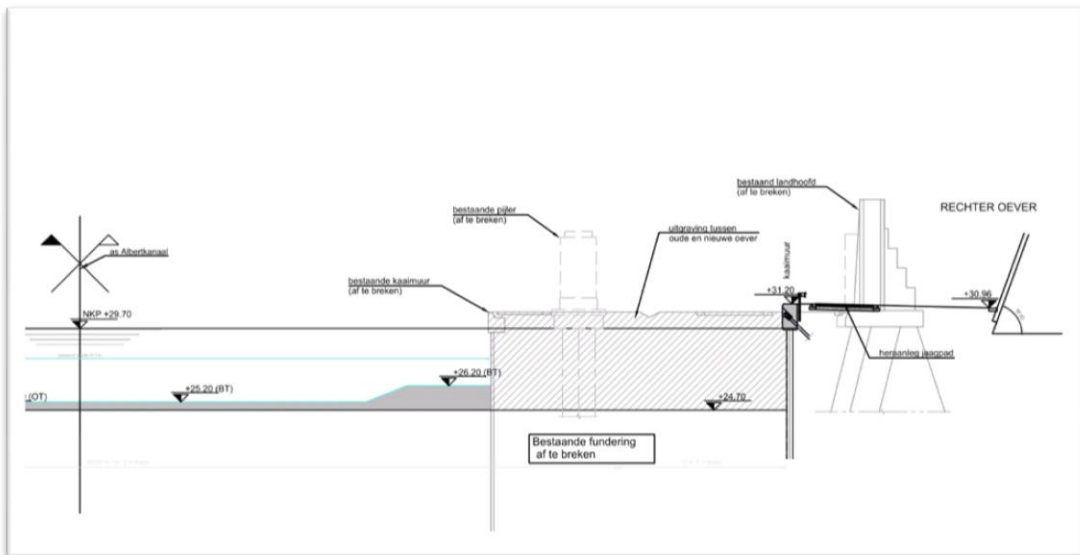 bestaand landhoofd
(af te breken)
RECHTER OEVER
bestaande pijler
(af te breken)
uitgraving tussen
oude en nieuwe oever
kaaimuur
as Albertkanaal
bestaande kaaimuur
(af te breken)
+31.20
+30.96
NKP +29.70
heraanleg jaagpad
+26.20 (BT)
+25.20 (BT)
(OT)
+24.70
Bestaande fundering
af te breken